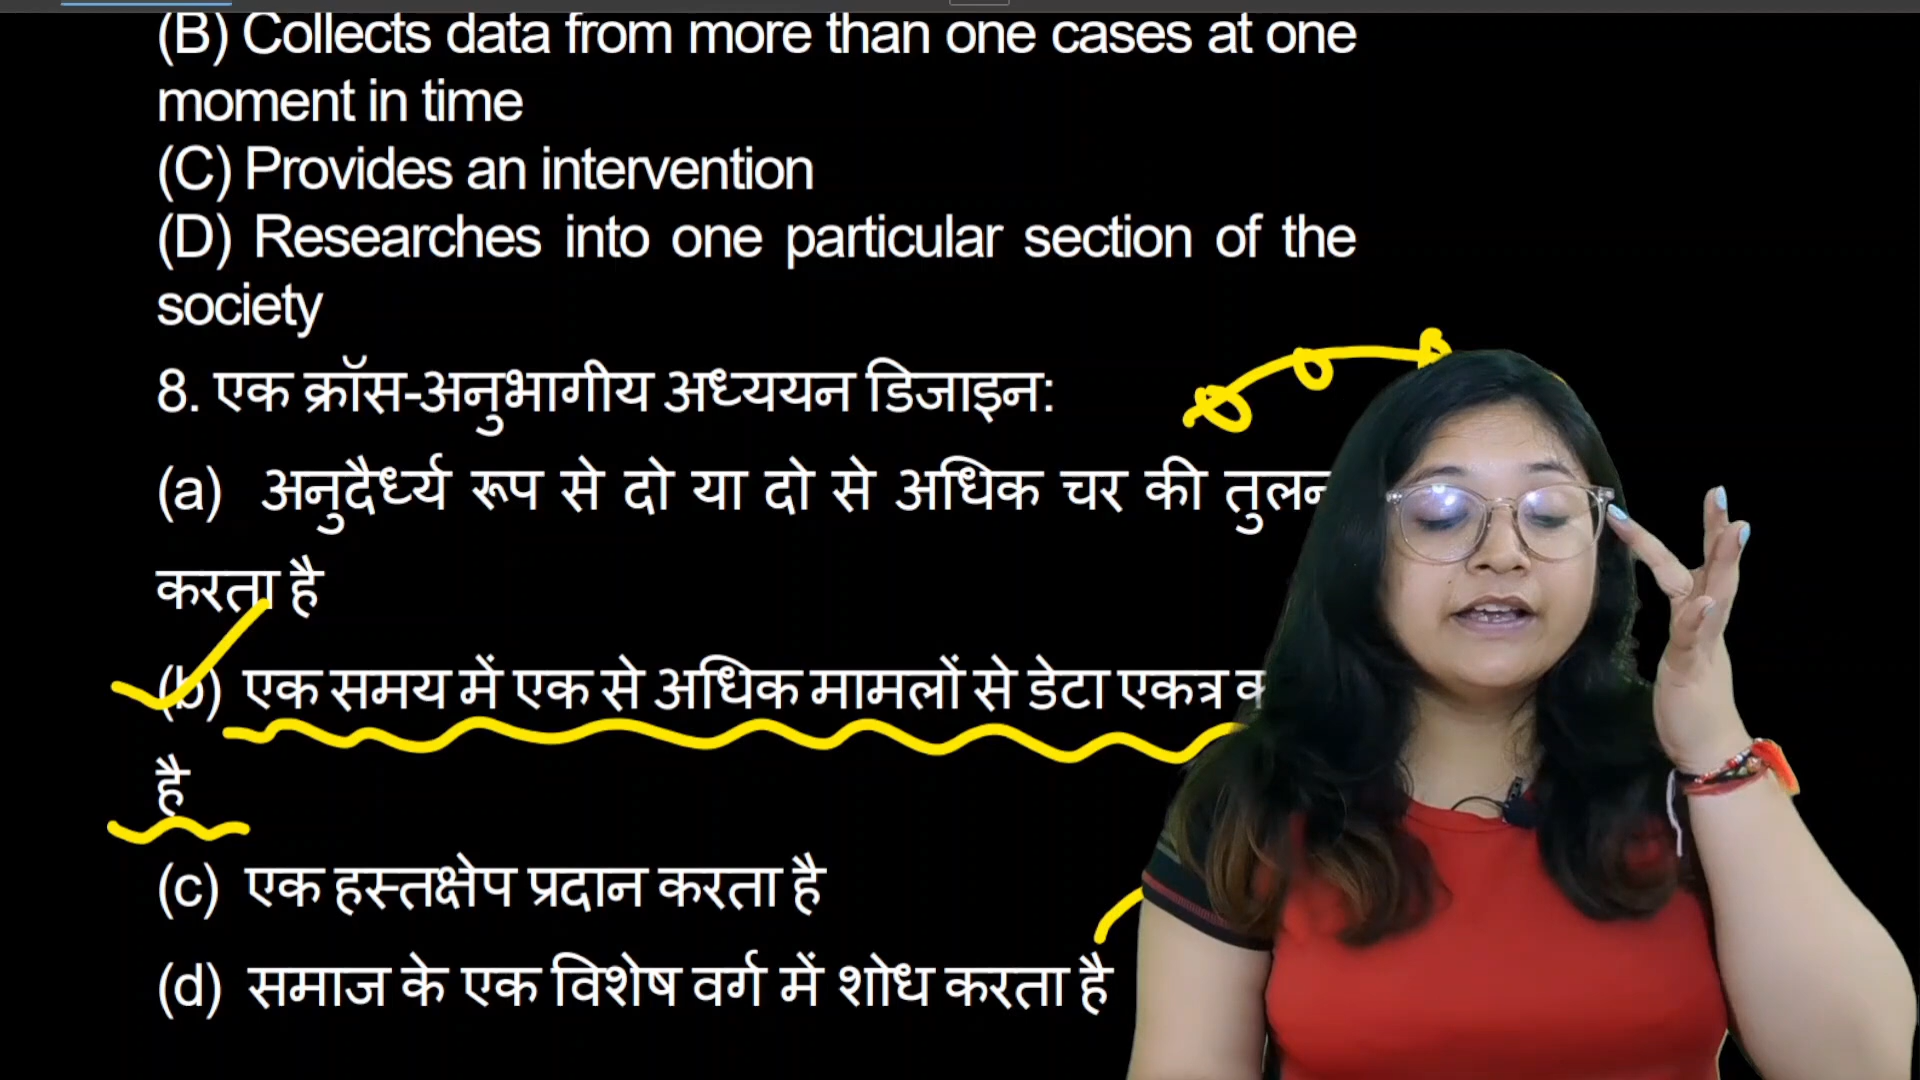 (B) Collects data from more than one cases at one
moment in time
(C) Provides an intervention
(D) Researches into one particular section of the
society
8. एक क्रॉस-अनुभागीय अध्ययन डिजाइन:
(a) अनुदैर्ध्य रूप से दो या दो से अधिक चर की
करता है
(b) एक समय में एक से अधिक मामलों से डेटा एकत्र
है
(c) एक हस्तक्षेप प्रदान करता है
(d) समाज के एक विशेष वर्ग में शोध करता है